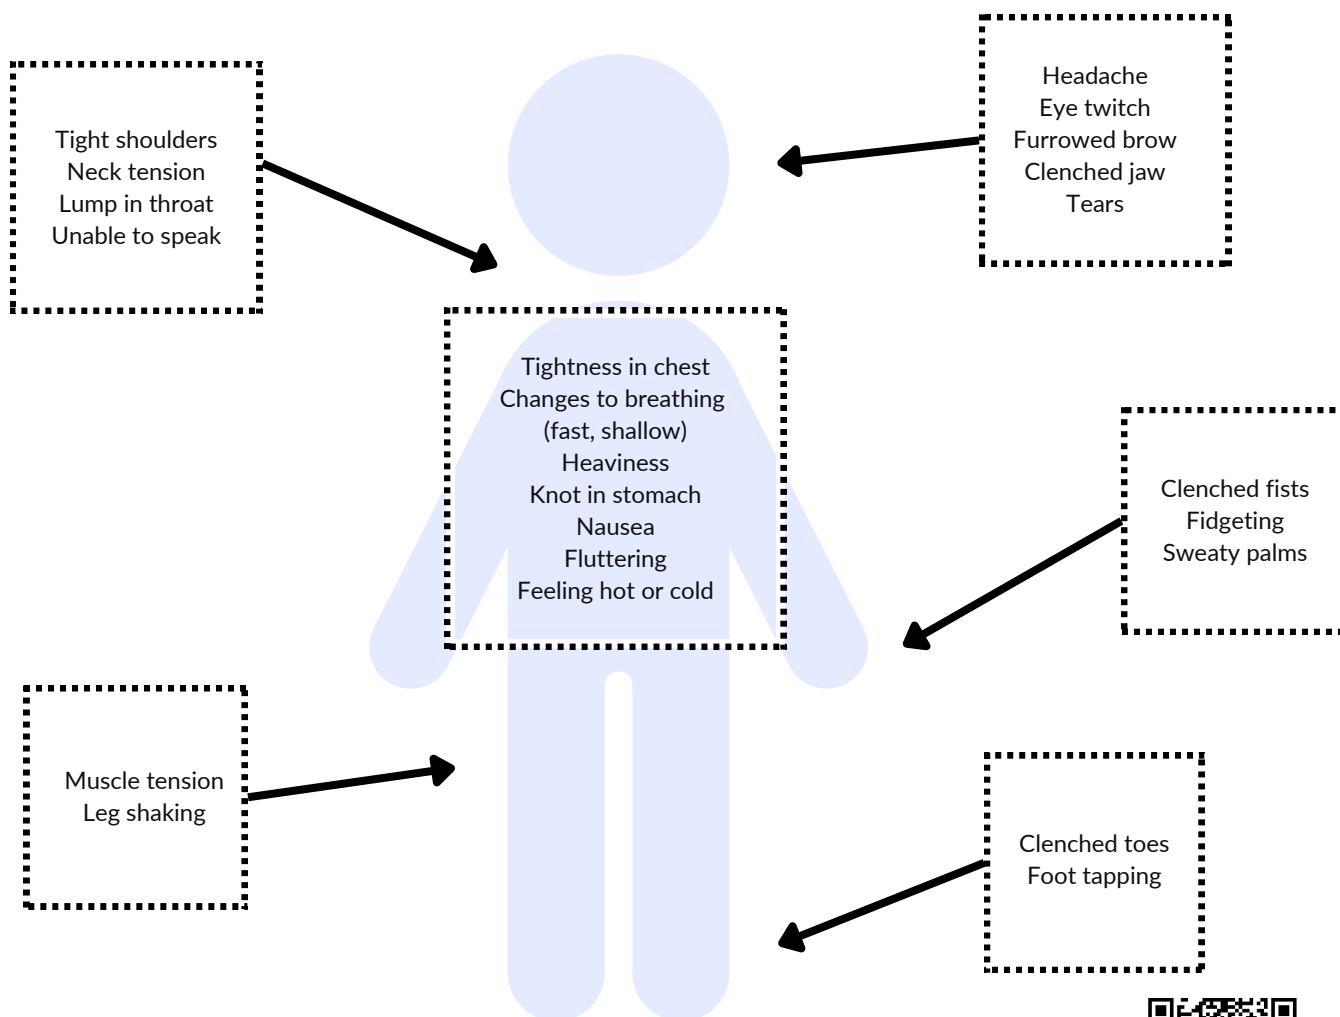 Tight shoulders
Neck tension
Lump in throat
Unable to speak
Headache
Eye twitch
Furrowed brow
Clenched jaw
Tears
Tightness in chest
Changes to breathing
(fast, shallow)
Heaviness
Knot in stomach
Nausea
Fluttering
Feeling hot or cold
Clenched fists
Fidgeting
Sweaty palms
Muscle tension
Leg shaking
Clenched toes
Foot tapping